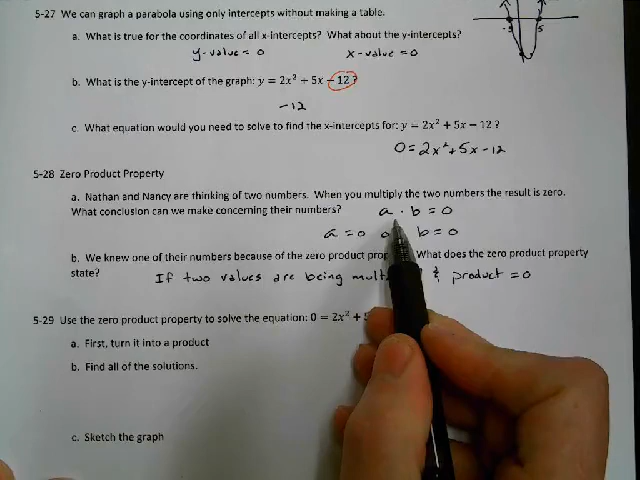 5-27 We can graph a parabola using only intercepts without making a table.
-5 5
a. What is true for the coordinates of all x-intercepts? What about the y-intercepts?
y-value = 0 x-value = 0
b. What is the y-intercept of the graph: y = 2x² + 5x − 12?
-12
c. What equation would you need to solve to find the x-intercepts for: y = 2x² + 5x − 12 ?
0 = 2x² + 5x - 12
5-28 Zero Product Property
a. Nathan and Nancy are thinking of two numbers. When you multiply the two numbers the result is zero.
What conclusion can we make concerning their numbers? a · b = 0
a = 0 b = 0
b. We knew one of their numbers because of the zero product What does the zero product property
state? If two values are being & product = 0
5-29 Use the zero product property to solve the equation: 0 = 2x² +
a. First, turn it into a product
b. Find all of the solutions.
c. Sketch the graph